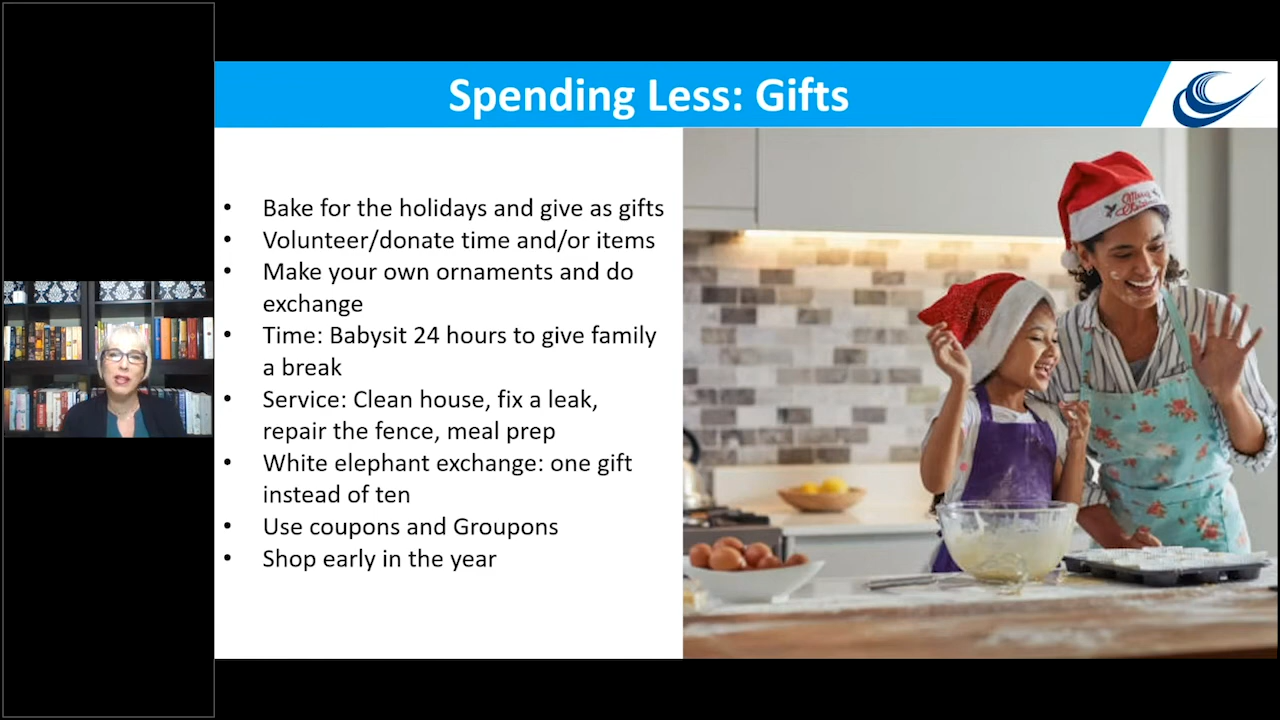 Spending Less: Gifts
• Bake for the holidays and give as gifts
• Volunteer/donate time and/or items
• Make your own ornaments and do
exchange
• Time: Babysit 24 hours to give family
a break
• Service: Clean house, fix a leak,
repair the fence, meal prep
• White elephant exchange: one gift
instead of ten
• Use coupons and Groupons
• Shop early in the year